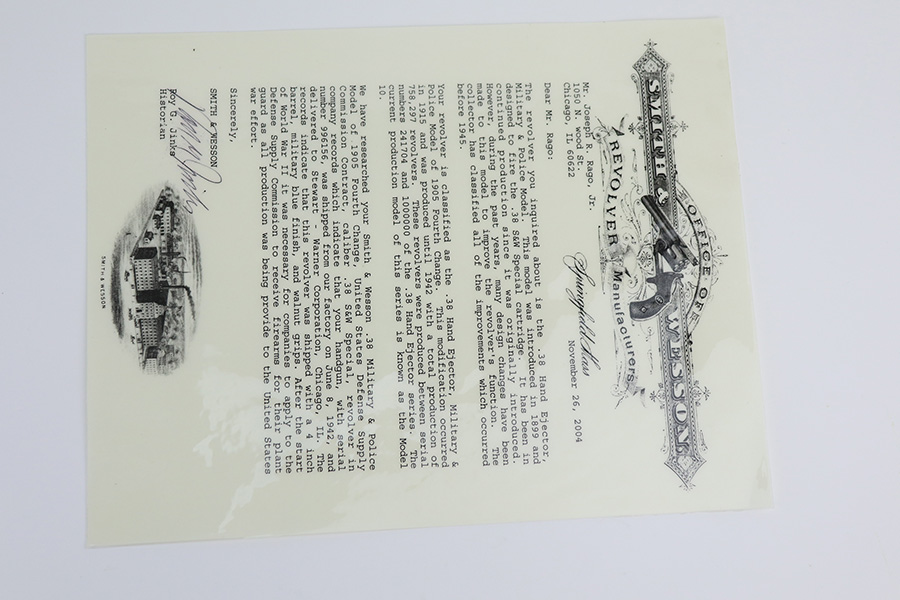 OFFICE OF
SMITH & WESSON
REVOLVER Manufacturers.
Springfield Mass
November 26, 2004
Mr. Joseph R. Rago, Jr.
1050 N. Wood St.
Chicago, IL 60622
Dear Mr. Rago:
The revolver you inquired about is the .38 Hand Ejector,
Military & Police Model. This model was introduced in 1899 and
designed to fire the .38 S&W Special cartridge. It has been in
continued production since it was originally introduced.
However, during the past years, many design changes have been
made to this model to improve the revolver's function. The
collector has classified all of the improvements which occurred
before 1945.
Your revolver is classified as the .38 Hand Ejector, Military &
Police Model of 1905 Fourth Change. This modification occurred
in 1915 and was produced until 1942 with a total production of
758,297 revolvers. These revolvers were produced between serial
numbers 241704 and 1000000 of the .38 Hand Ejector series. The
current production model of this series is known as the Model
10.
We have researched your Smith & Wesson .38 Military & Police
Model of 1905 Fourth Change, United States Defense Supply
Commission Contract, caliber .38 S&W Special, revolver in
company records which indicate that your handgun, with serial
number 996156, was shipped from our factory on June 8, 1942, and
delivered to Stewart - Warner Corporation, Chicago, IL. The
records indicate that this revolver was shipped with a 4 inch
barrel, military blue finish, and walnut grips. After the start
of World War II it was necessary for companies to apply to the
Defense Supply Commission to receive firearms for their plant
guard as all production was being provide to the United States
war effort.
Sincerely,
SMITH & WESSON
Roy G. Jinks
Historian
SMITH & WESSON